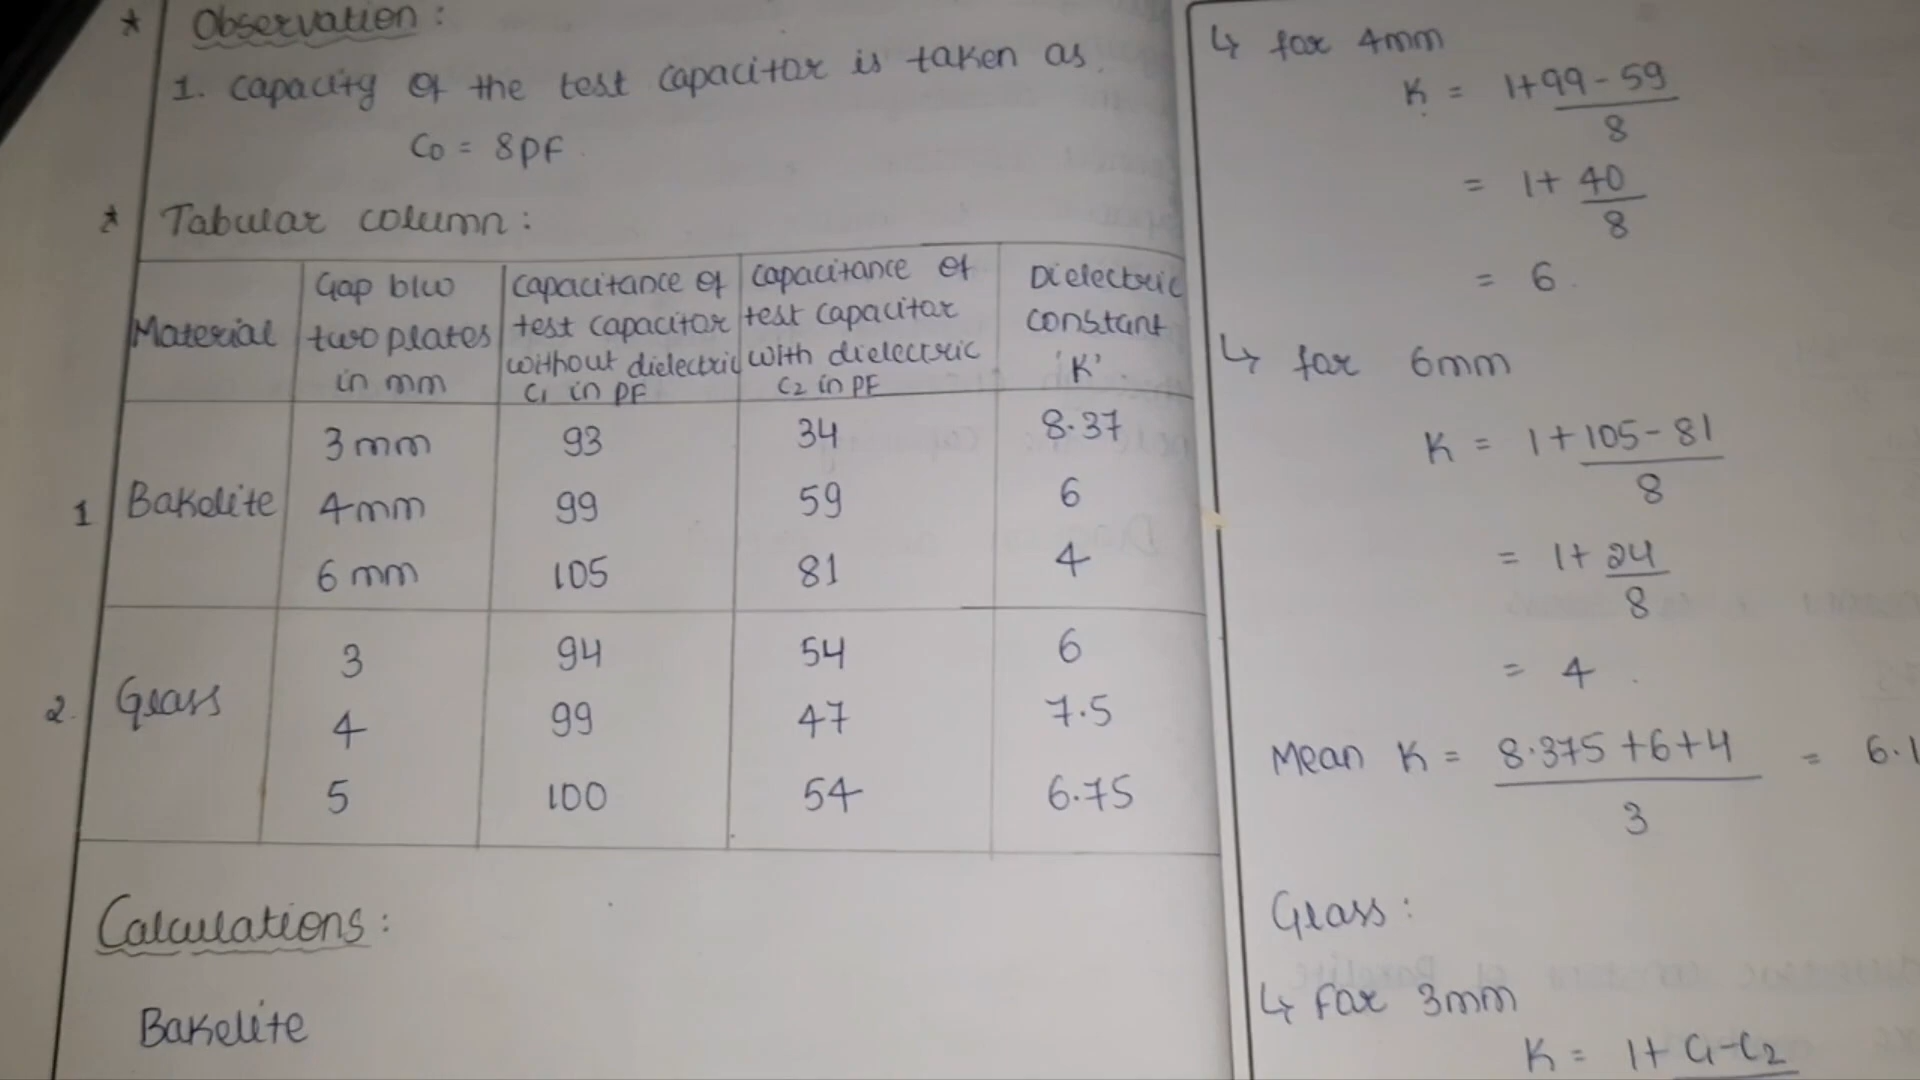 * Observation :
1. Capacity of the test capacitor is taken as
C0 = 8PF
* Tabular column :
Material | Gap b/w two plates in mm | Capacitance of test capacitor without dielectric C1 in PF | Capacitance of test capacitor with dielectric C2 in PF | Dielectric constant 'K'
1 Bakelite | 3 mm | 93 | 34 | 8.37
4 mm | 99 | 59 | 6
6 mm | 105 | 81 | 4
2. Glass | 3 | 94 | 54 | 6
4 | 99 | 47 | 7.5
5 | 100 | 54 | 6.75
Calculations :
Bakelite
↳ for 4mm
K = 1+99-59
8
= 1+ 40
8
= 6
↳ for 6mm
K = 1+105-81
8
= 1+ 24
8
= 4
Mean K = 8.375+6+4 = 6.1
3
Glass :
↳ For 3mm
K = 1+ C1-C2